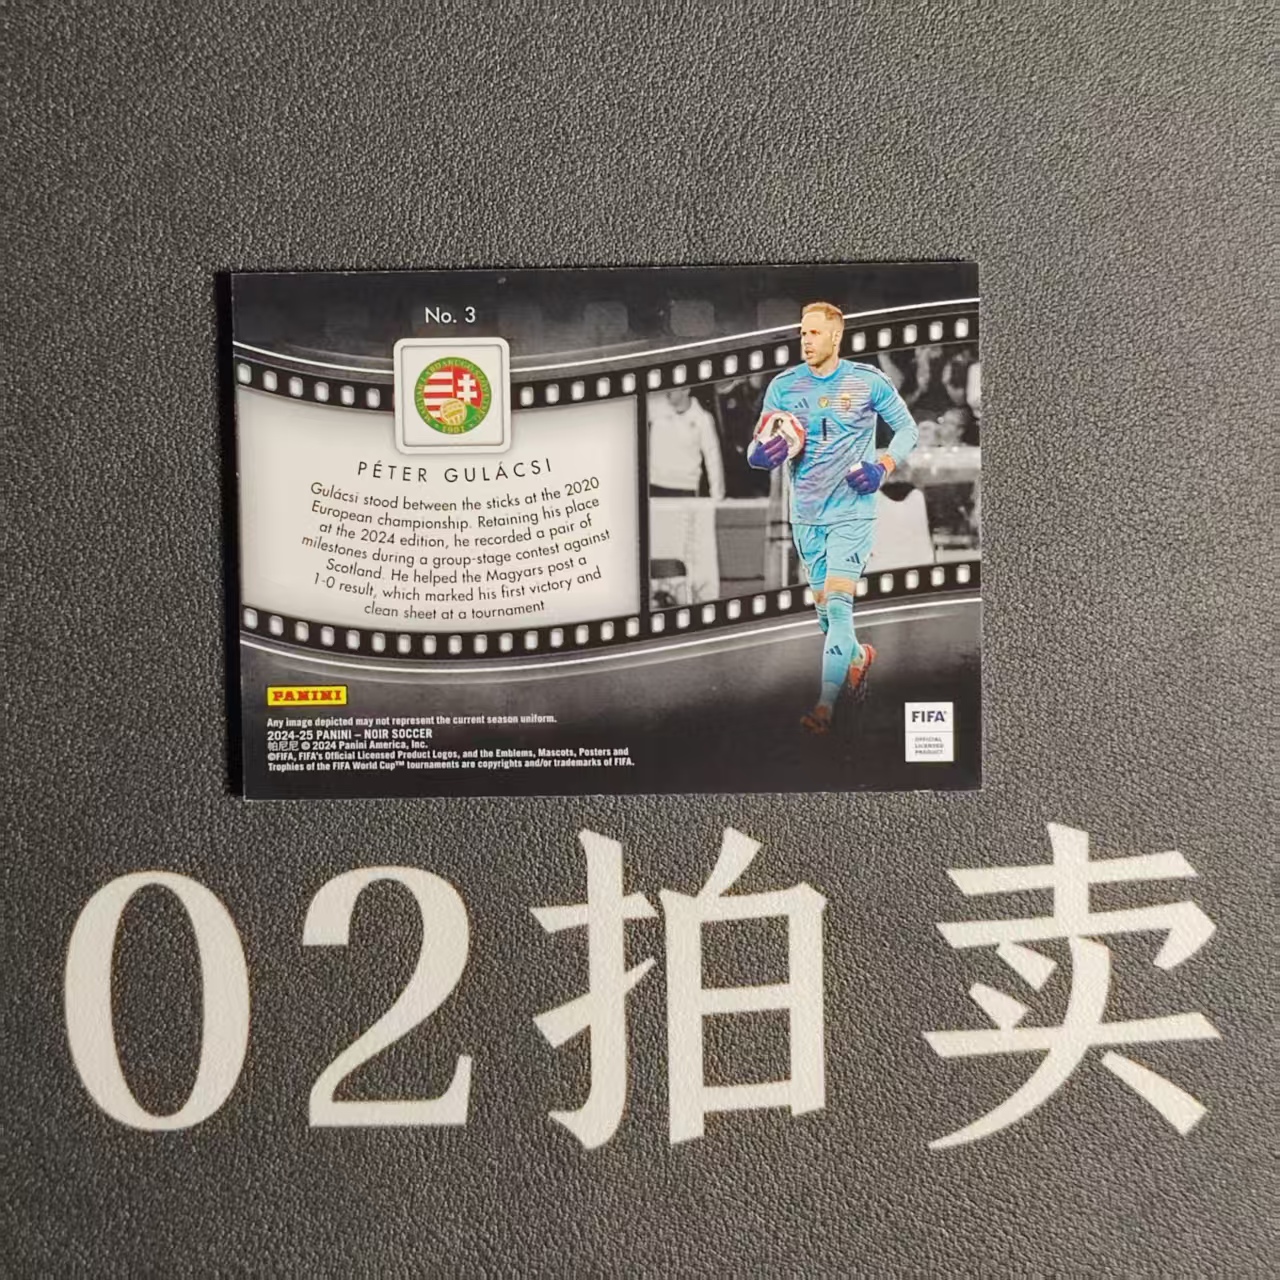 No. 3
MAGYAR LABDARÚGÓ SZÖVETSÉG
1901
PÉTER GULÁCSI
Gulácsi stood between the sticks at the 2020
European championship. Retaining his place
at the 2024 edition, he recorded a pair of
milestones during a group-stage contest against
Scotland. He helped the Magyars post a
1-0 result, which marked his first victory and
clean sheet at a tournament
1
PANINI
Any image depicted may not represent the current season uniform.
2024-25 PANINI – NOIR SOCCER
帕尼尼 © 2024 Panini America, Inc.
©FIFA, FIFA's Official Licensed Product Logos, and the Emblems, Mascots, Posters and
Trophies of the FIFA World Cup™ tournaments are copyrights and/or trademarks of FIFA.
FIFA
OFFICIAL
LICENSED
PRODUCT
02拍卖